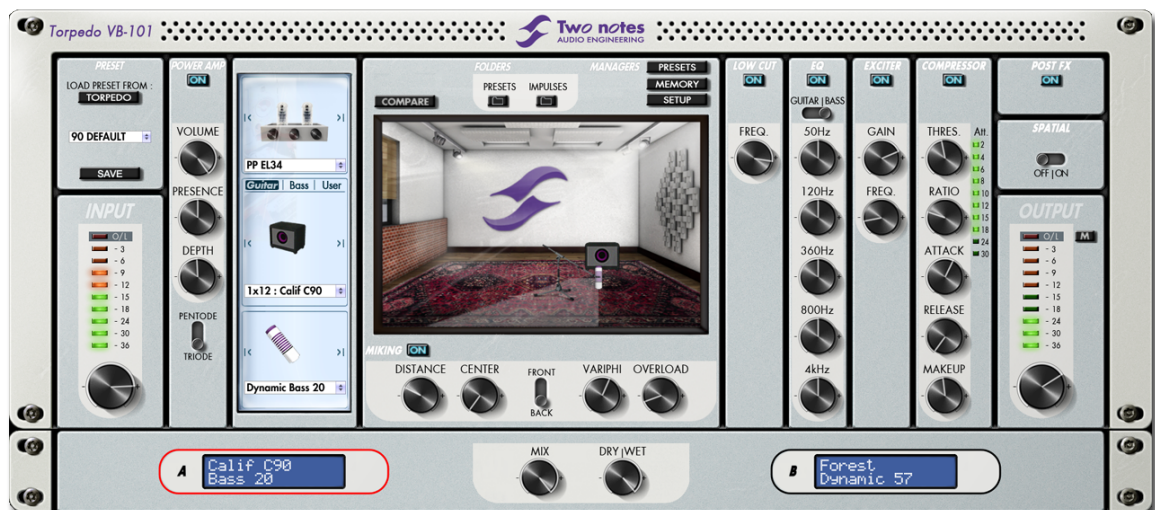 Torpedo VB-101
Two notes
AUDIO ENGINEERING
PRESET
LOAD PRESET FROM :
TORPEDO
90 DEFAULT
SAVE
INPUT
O/L
- 3
- 6
- 9
- 12
- 15
- 18
- 24
- 30
- 36
POWER AMP
ON
VOLUME
PRESENCE
DEPTH
PENTODE
TRIODE
PP EL34
Guitar | Bass | User
1x12 : Calif C90
Dynamic Bass 20
FOLDERS
PRESETS IMPULSES
MANAGERS
PRESETS
MEMORY
SETUP
COMPARE
MIKING ON
DISTANCE CENTER FRONT BACK VARIPHI OVERLOAD
LOW CUT
ON
FREQ.
EQ
ON
GUITAR | BASS
50Hz
120Hz
360Hz
800Hz
4kHz
EXCITER
ON
GAIN
FREQ.
COMPRESSOR
ON
THRES.
RATIO
ATTACK
RELEASE
MAKEUP
Att.
2
4
6
8
10
12
15
18
24
30
POST FX
ON
SPATIAL
OFF | ON
OUTPUT
O/L
M
- 3
- 6
- 9
- 12
- 15
- 18
- 24
- 30
- 36
A
Calif C90
Bass 20
MIX
DRY | WET
B
Forest
Dynamic 57